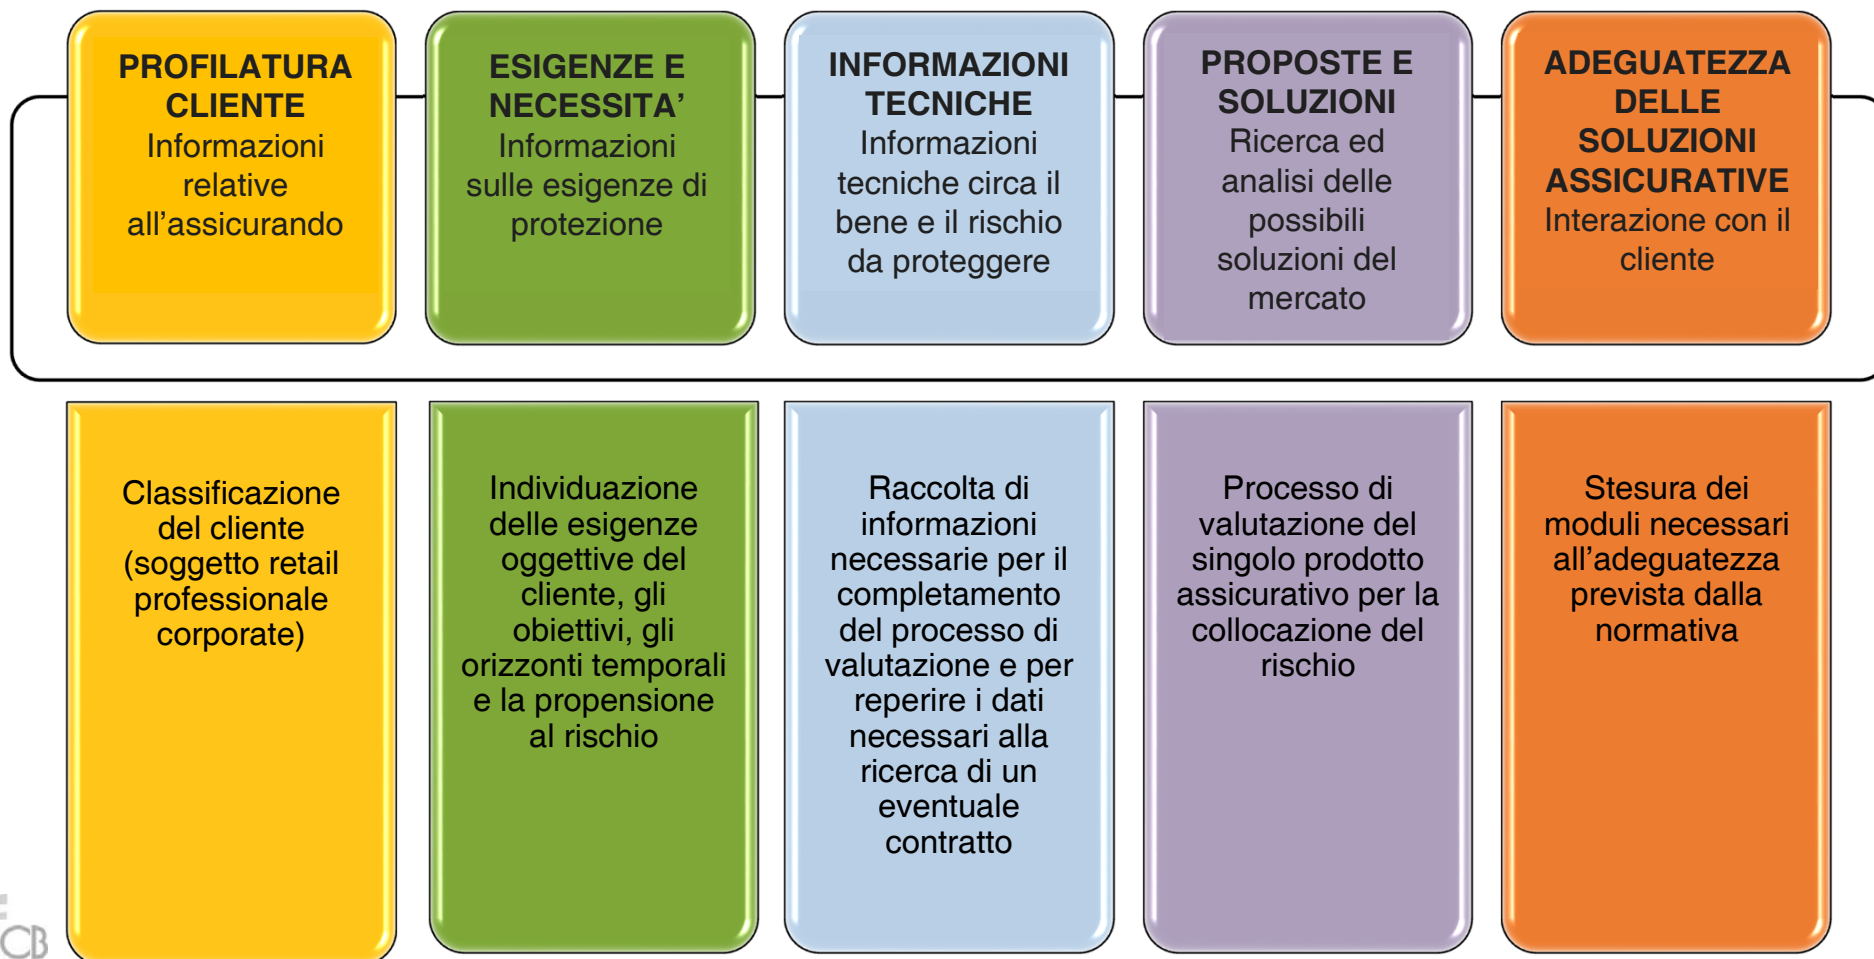 PROFILATURA
CLIENTE
Informazioni
relative
all'assicurando
ESIGENZE E
NECESSITA’
Informazioni
sulle esigenze di
protezione
INFORMAZIONI
TECNICHE
Informazioni
tecniche circa il
bene e il rischio
da proteggere
PROPOSTE E
SOLUZIONI
Ricerca ed
analisi delle
possibili
soluzioni del
mercato
ADEGUATEZZA
DELLE
SOLUZIONI
ASSICURATIVE
Interazione con il
cliente
Classificazione
del cliente
(soggetto retail
professionale
corporate)
Individuazione
delle esigenze
oggettive del
cliente, gli
obiettivi, gli
orizzonti temporali
e la propensione
al rischio
Raccolta di
informazioni
necessarie per il
completamento
del processo di
valutazione e per
reperire i dati
necessari alla
ricerca di un
eventuale
contratto
Processo di
valutazione del
singolo prodotto
assicurativo per la
collocazione del
rischio
Stesura dei
moduli necessari
all'adeguatezza
prevista dalla
normativa
CB